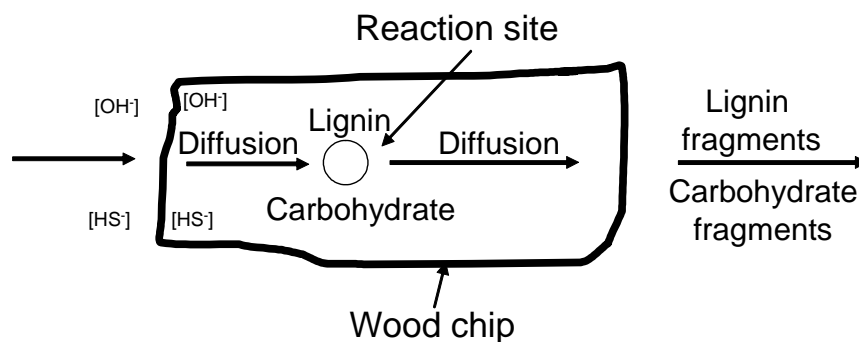 Reaction site
[OH-]
[OH-]
Lignin
Diffusion
Diffusion
Carbohydrate
[HS-]
[HS-]
Lignin
fragments
Carbohydrate
fragments
Wood chip